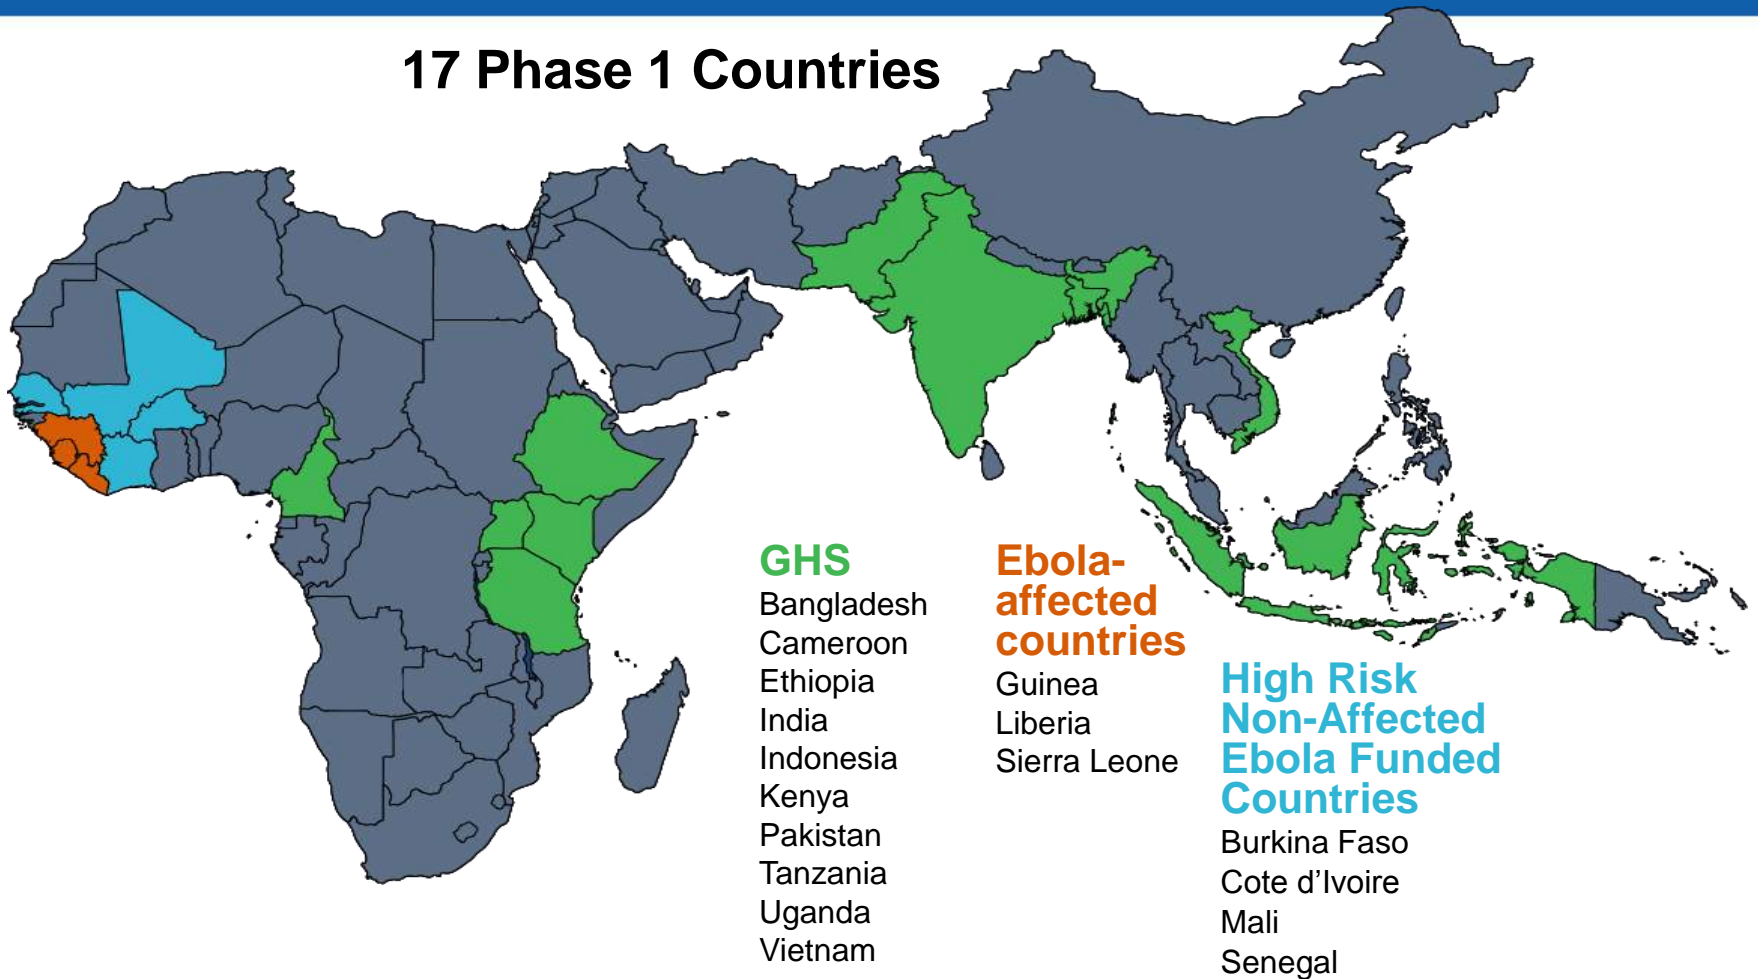 17 Phase 1 Countries
GHS
Bangladesh
Cameroon
Ethiopia
India
Indonesia
Kenya
Pakistan
Tanzania
Uganda
Vietnam
Ebola-
affected
countries
Guinea
Liberia
Sierra Leone
High Risk
Non-Affected
Ebola Funded
Countries
Burkina Faso
Cote d’Ivoire
Mali
Senegal